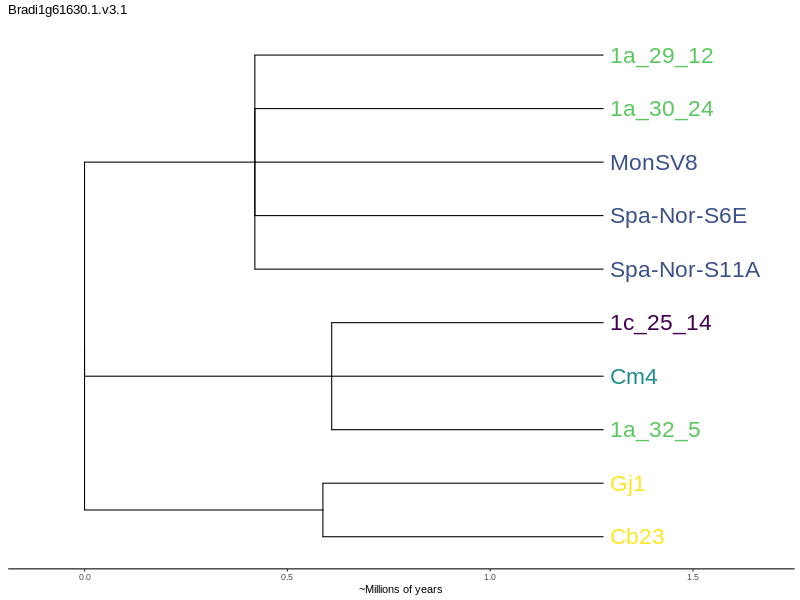 Bradi1g61630.1.v3.1
1a_29_12
1a_30_24
MonSV8
Spa-Nor-S6E
Spa-Nor-S11A
1c_25_14
Cm4
1a_32_5
Gj1
Cb23
0.0 0.5 1.0 1.5
~Millions of years